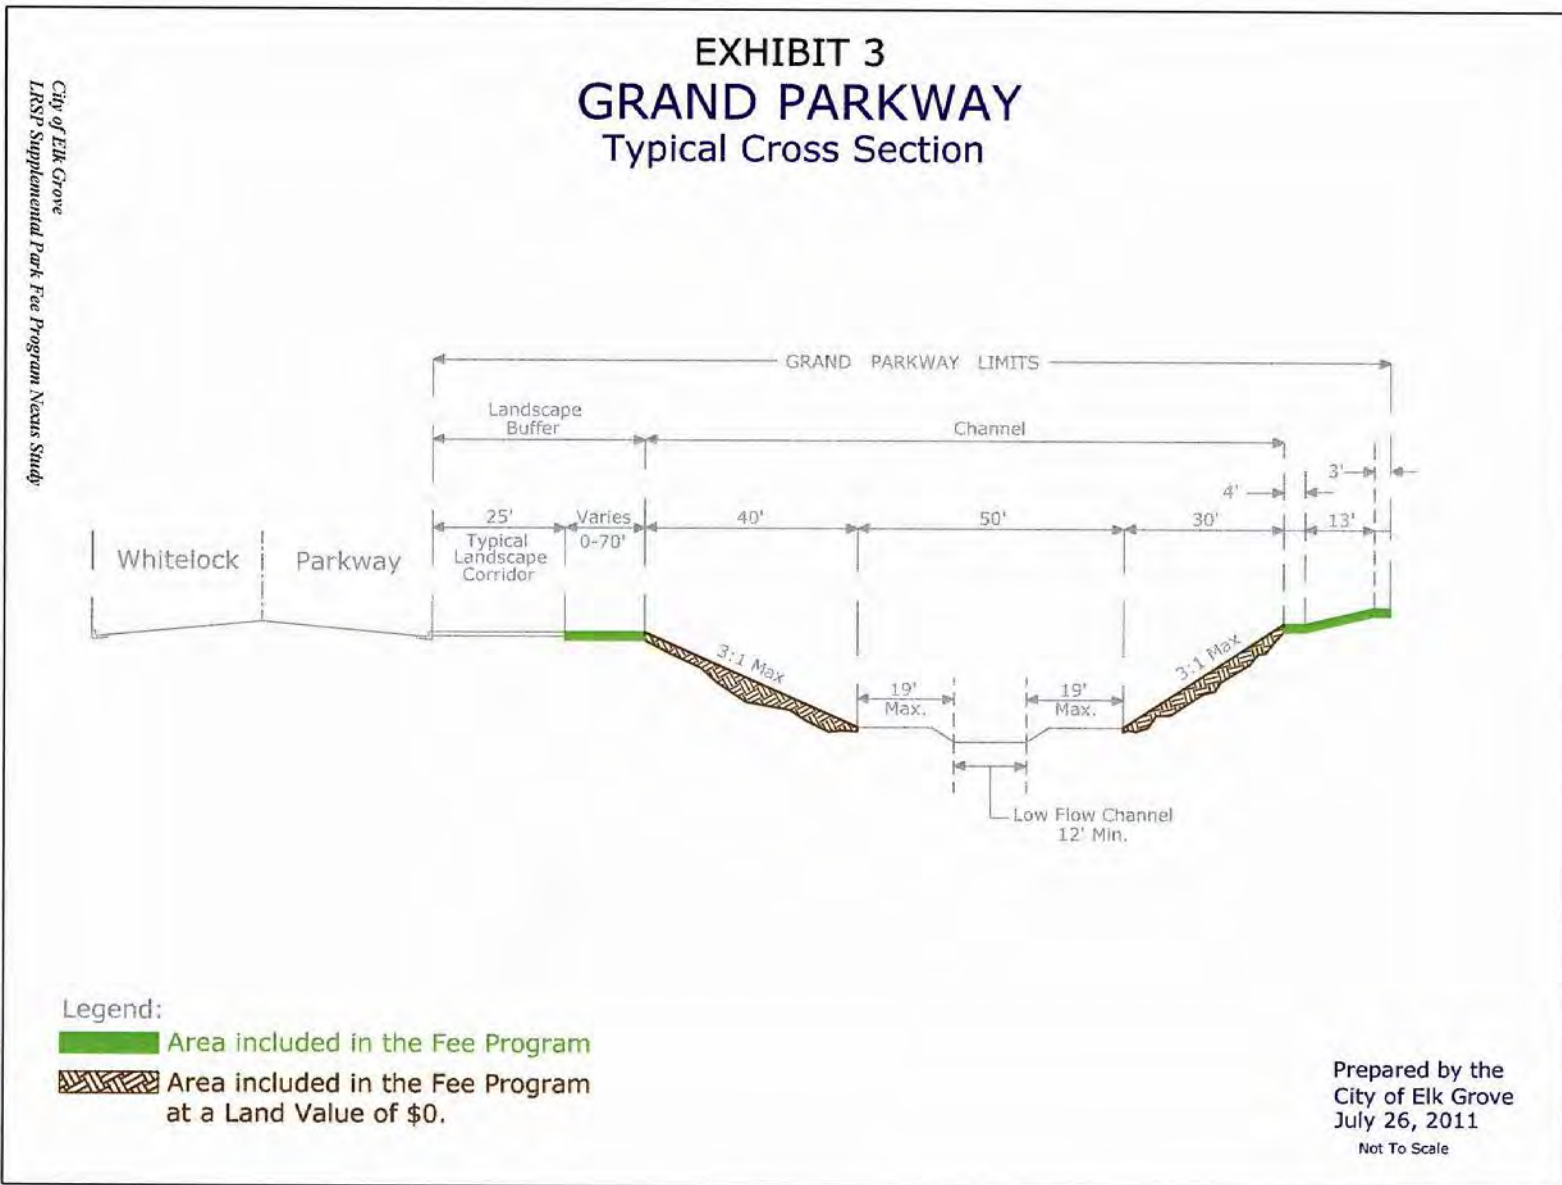 EXHIBIT 3
GRAND PARKWAY
Typical Cross Section
City of Elk Grove
LRSP Supplemental Park Fee Program Nexus Study
GRAND PARKWAY LIMITS
Landscape
Buffer
Channel
3'
4'
25'
Varies
40'
50'
30'
13'
Typical
Landscape
Corridor
0-70'
Whitelock
Parkway
3:1 Max
3:1 Max
19'
Max.
19'
Max.
Low Flow Channel
12' Min.
Legend:
Area included in the Fee Program
Area included in the Fee Program
at a Land Value of $0.
Prepared by the
City of Elk Grove
July 26, 2011
Not To Scale